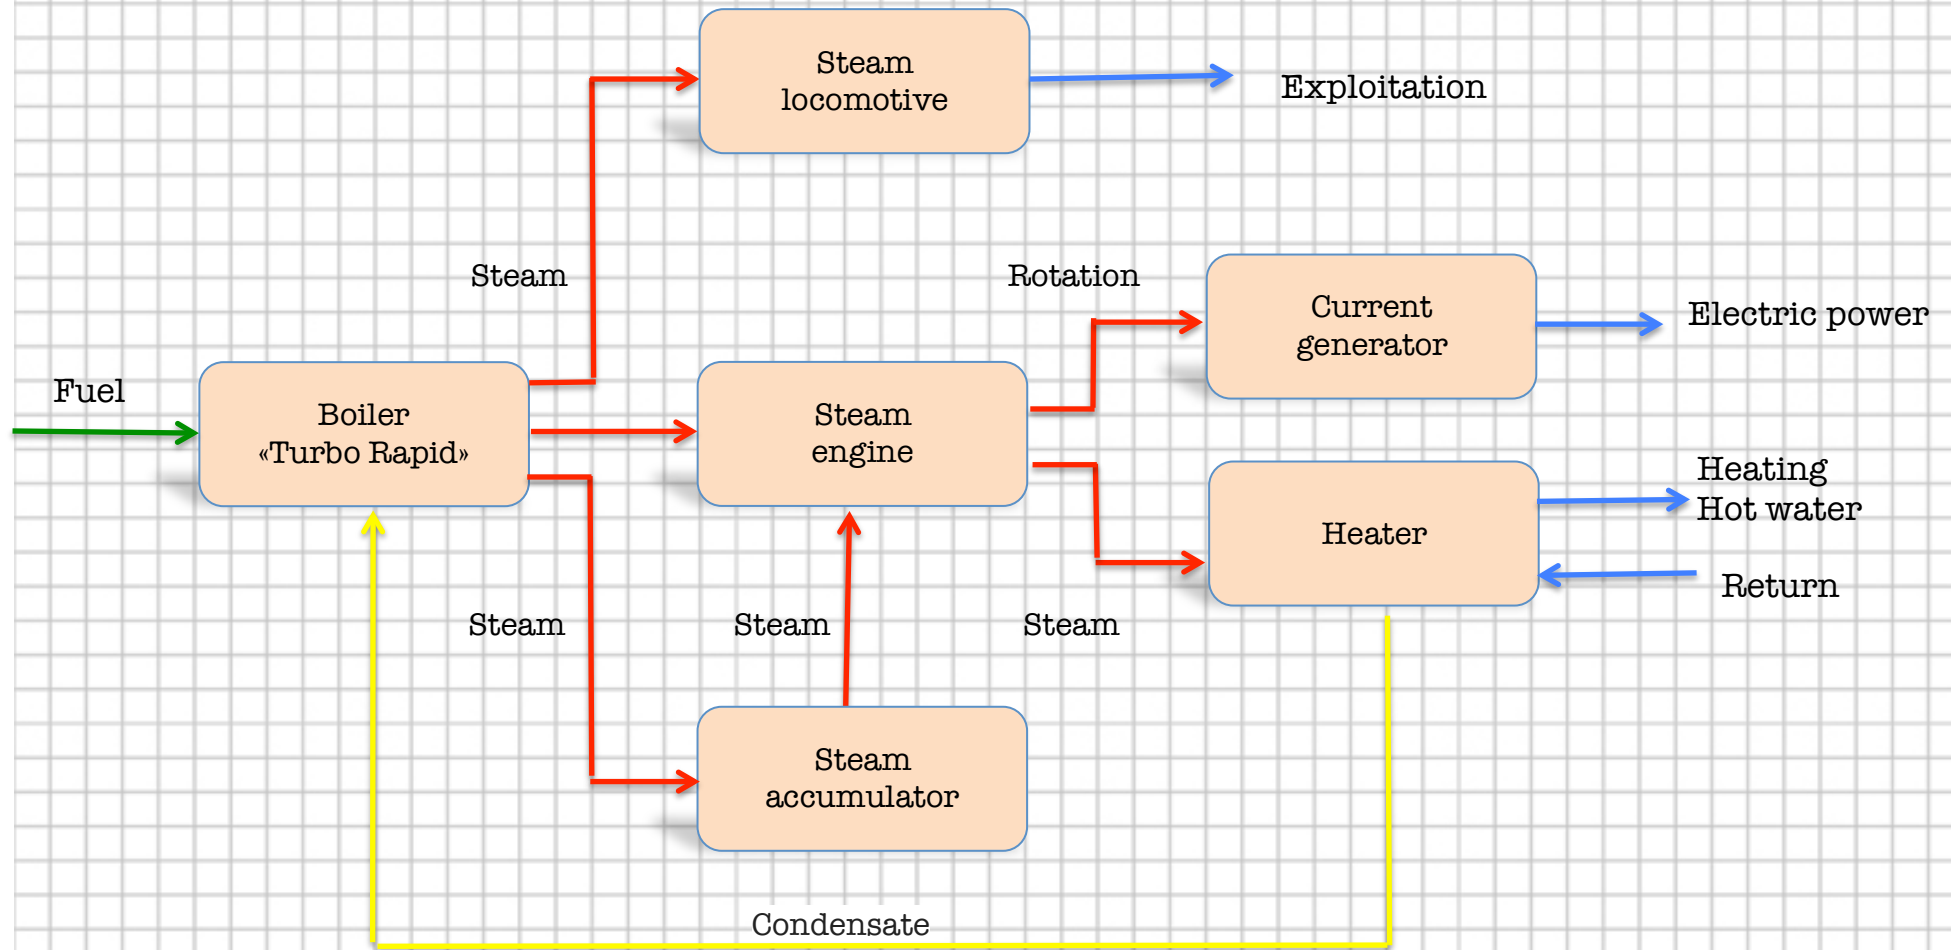 Steam
locomotive
Exploitation
Steam
Rotation
Current
generator
Electric power
Fuel
Boiler
«Turbo Rapid»
Steam
engine
Heating
Hot water
Heater
Return
Steam
Steam
Steam
Steam
accumulator
Condensate